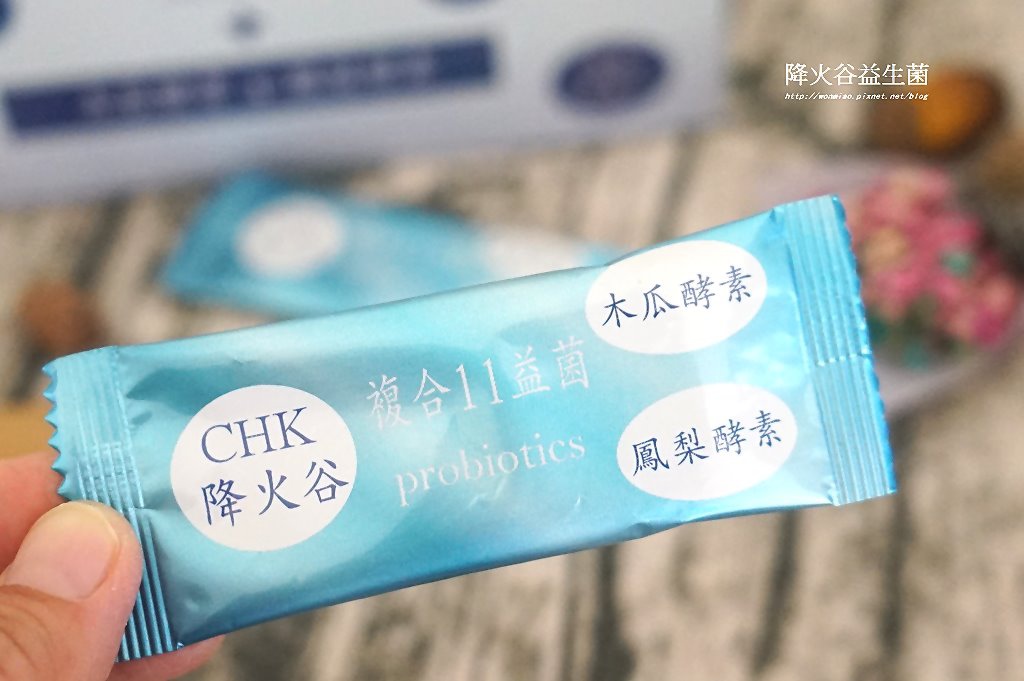 降火谷益生菌
http://wonmiao.pixnet.net/blog
CHK
降火谷
複合11益菌
probiotics
木瓜酵素
鳳梨酵素